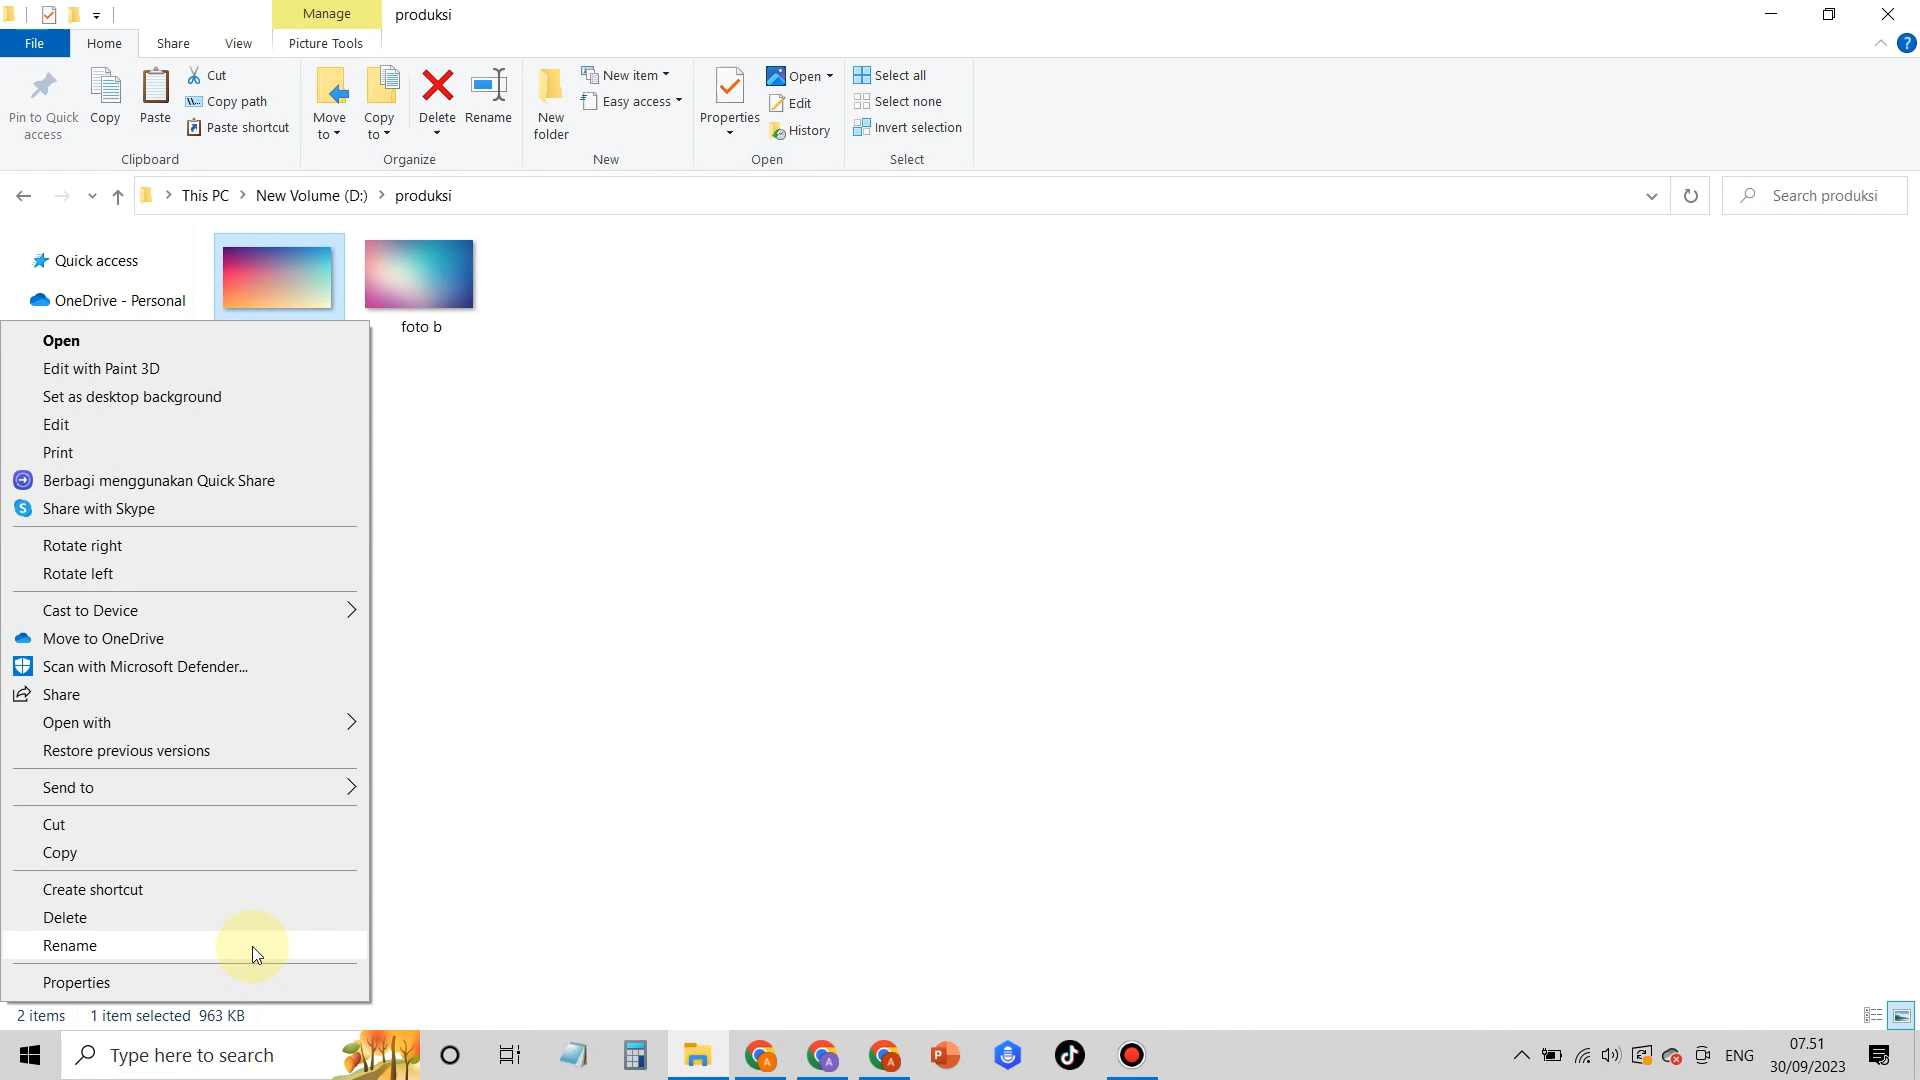 Manage
produksi
File
Home
Share
View
Picture Tools
Pin to Quick access
Copy
Paste
Cut
Copy path
Paste shortcut
Clipboard
Move to
Copy to
Delete
Rename
Organize
New folder
New item
Easy access
New
Properties
Open
Edit
History
Open
Select all
Select none
Invert selection
Select
This PC
New Volume (D:)
produksi
Search produksi
Quick access
OneDrive - Personal
foto b
Open
Edit with Paint 3D
Set as desktop background
Edit
Print
Berbagi menggunakan Quick Share
Share with Skype
Rotate right
Rotate left
Cast to Device
Move to OneDrive
Scan with Microsoft Defender...
Share
Open with
Restore previous versions
Send to
Cut
Copy
Create shortcut
Delete
Rename
Properties
2 items 1 item selected 963 KB
Type here to search
ENG
07.51
30/09/2023